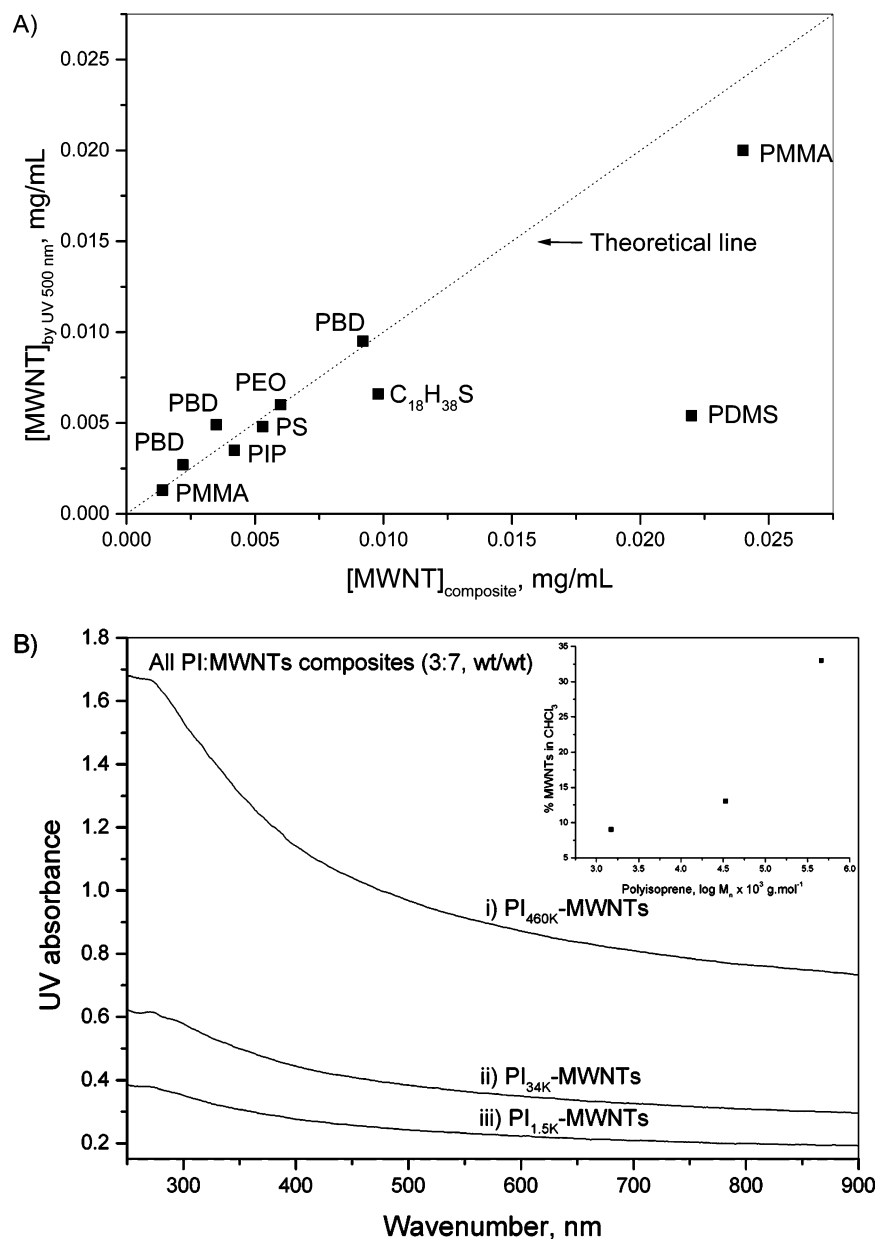 A)
[MWNT]by UV 500 nm, mg/mL
0.025
0.020
0.015
0.010
0.005
0.000
PMMA
Theoretical line
PBD
PEO
C18H38S
PBD
PS
PDMS
PBD
PIP
PMMA
0.000 0.005 0.010 0.015 0.020 0.025
[MWNT]composite, mg/mL
B)
UV absorbance
1.8
1.6
1.4
1.2
1.0
0.8
0.6
0.4
0.2
All PI:MWNTs composites (3:7, wt/wt)
% MWNTs in CHCl3
35
30
25
20
15
10
5
3.0 3.5 4.0 4.5 5.0 5.5 6.0
Polyisoprene, log Mn x 10³ g.mol⁻¹
i) PI460K-MWNTs
ii) PI34K-MWNTs
iii) PI1.5K-MWNTs
300 400 500 600 700 800 900
Wavenumber, nm